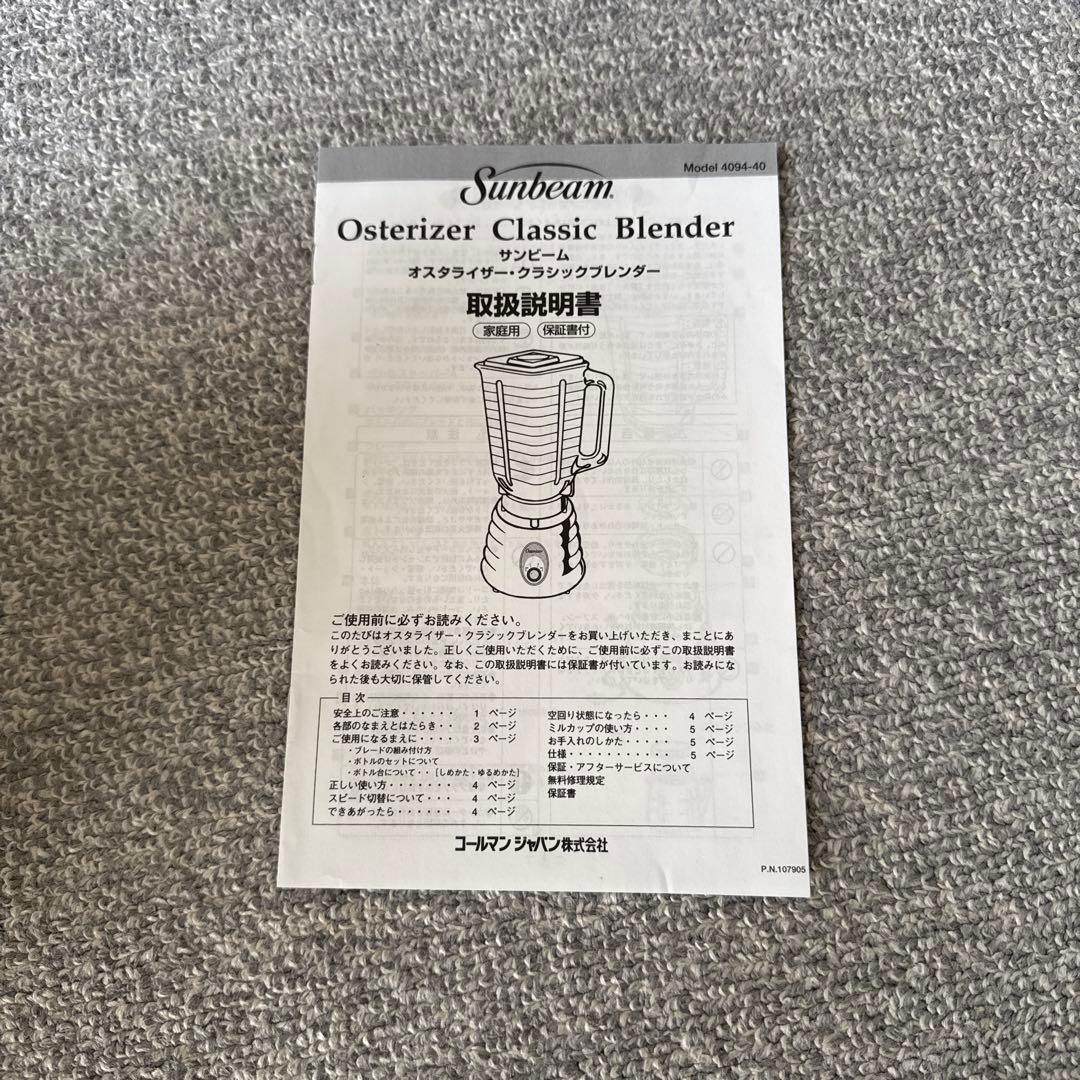 Model 4094-40
Sunbeam®
Osterizer Classic Blender
サンビーム
オスタライザー・クラシックブレンダー
取扱説明書
家庭用 保証書付
Osterizer
ご使用前に必ずお読みください。
このたびはオスタライザー・クラシックブレンダーをお買い上げいただき、まことにあ
りがとうございました。正しくご使用いただくために、ご使用前に必ずこの取扱説明書
をよくお読みください。なお、この取扱説明書には保証書が付いています。お読みにな
られた後も大切に保管してください。
目 次
安全上のご注意・・・・・・ 1 ページ
各部のなまえとはたらき・・ 2 ページ
ご使用になるまえに・・・・ 3 ページ
・ブレードの組み付け方
・ボトルのセットについて
・ボトル台について・・[しめかた・ゆるめかた]
正しい使い方・・・・・・・ 4 ページ
スピード切替について・・・ 4 ページ
できあがったら・・・・・・ 4 ページ
空回り状態になったら・・・ 4 ページ
ミルカップの使い方・・・・ 5 ページ
お手入れのしかた・・・・・ 5 ページ
仕様・・・・・・・・・・・ 5 ページ
保証・アフターサービスについて
無料修理規定
保証書
コールマン ジャパン株式会社
P.N.107905